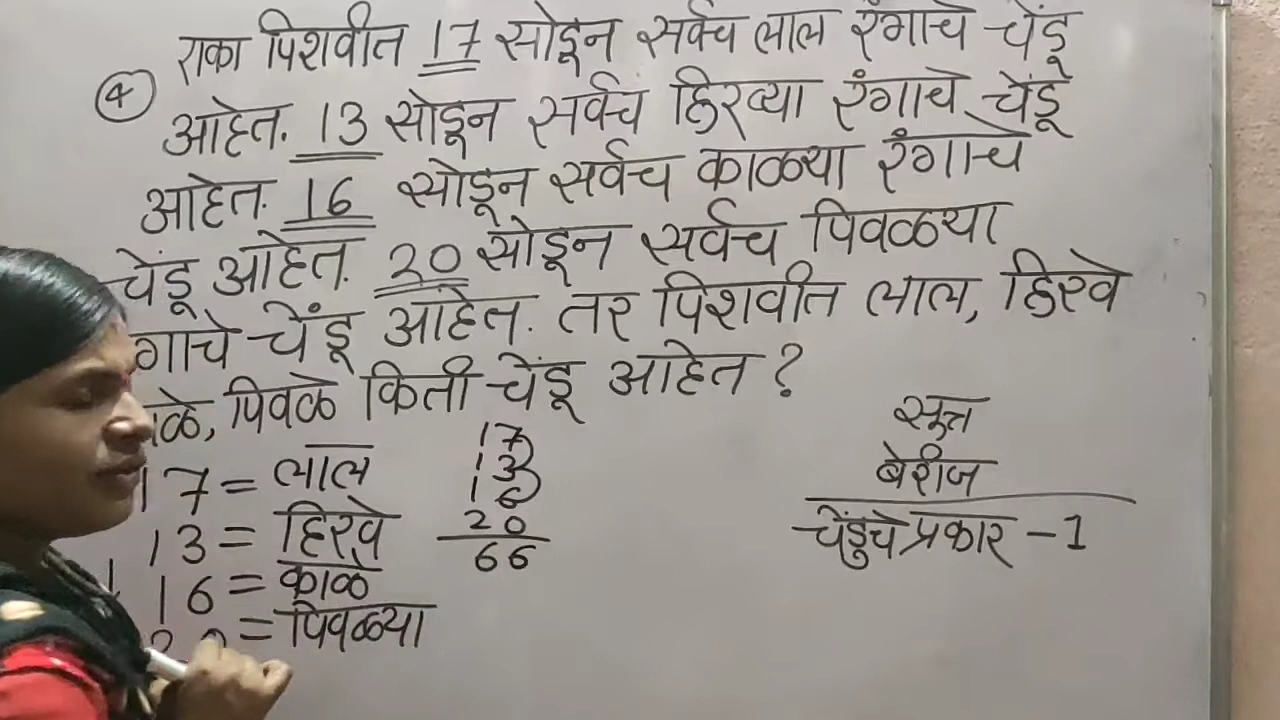 ④ राका पिशवीत 17 सोडून सर्वच लाल रंगाचे चेंडू
आहेत. 13 सोडून सर्वच हिरव्या रंगाचे चेंडू
आहेत. 16 सोडून सर्वच काळ्या रंगाचे
चेंडू आहेत. 20 सोडून सर्वच पिवळ्या
गाचे चेंडू आहेत. तर पिशवीत लाल, हिरवे
ळे, पिवळे किती चेंडू आहेत ?
17 = लाल
13 = हिरवे
16 = काळे
= पिवळ्या
17
13
16
20
66
सूत्र
बेरीज
चेंडूचे प्रकार - 1